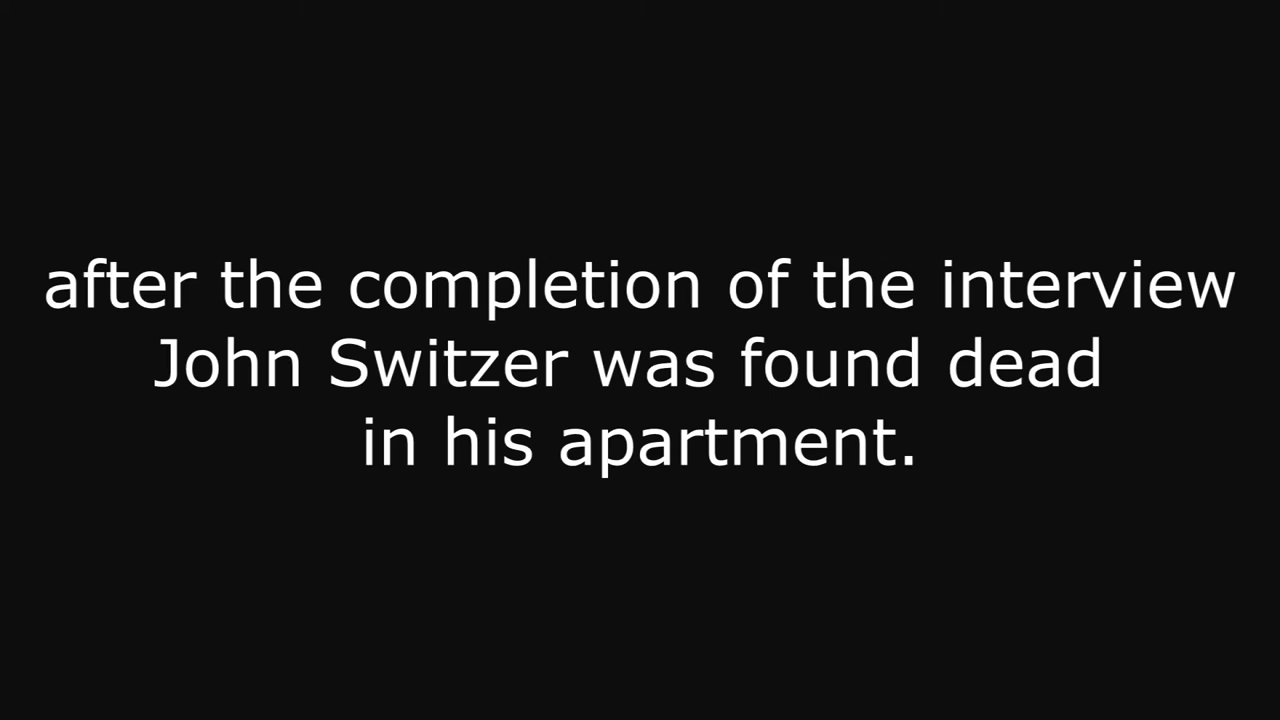 after the completion of the interview
John Switzer was found dead
in his apartment.